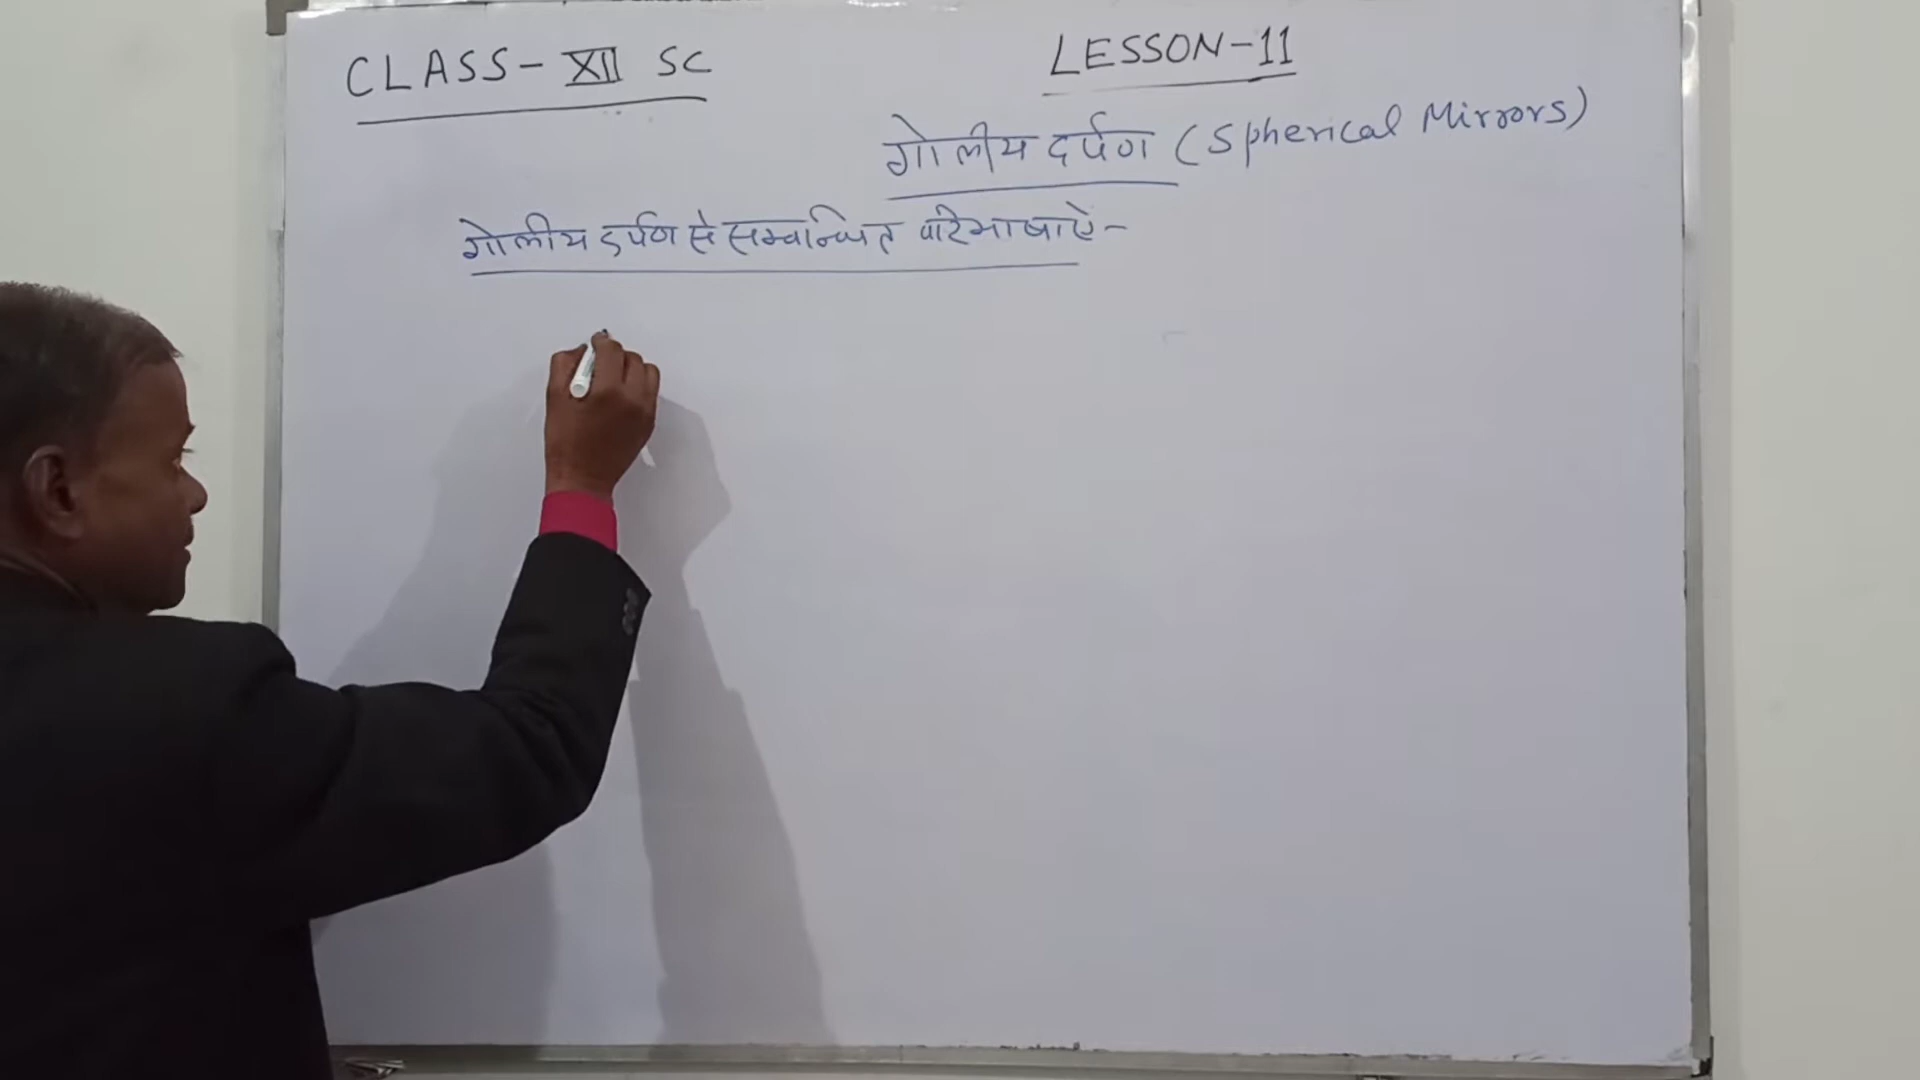 CLASS- XII SC
LESSON-11
गोलीय दर्पण (Spherical Mirrors)
गोलीय दर्पण से सम्बन्धित परिभाषाऐ-